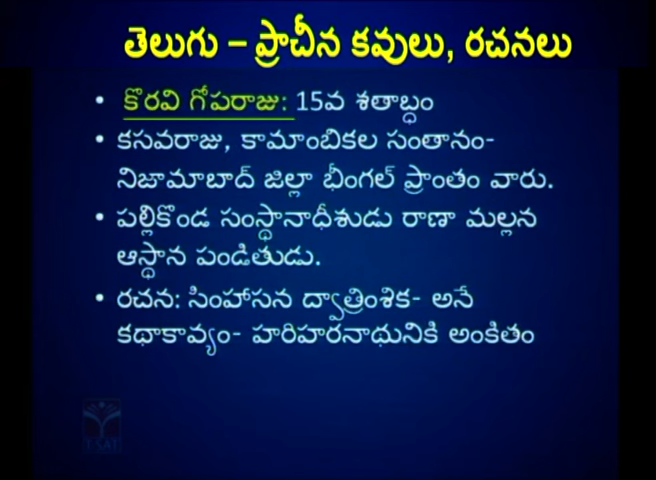 తెలుగు – ప్రాచీన కవులు, రచనలు
• కొరవి గోపరాజు: 15వ శతాబ్దం
• కసవరాజు, కామాంబికల సంతానం-
నిజామాబాద్ జిల్లా భీంగల్ ప్రాంతం వారు.
• పల్లికొండ సంస్థానాధీశుడు రాణా మల్లన
ఆస్థాన పండితుడు.
• రచన: సింహాసన ద్వాత్రింశిక- అనే
కథాకావ్యం- హరిహరనాథునికి అంకితం
T-SAT